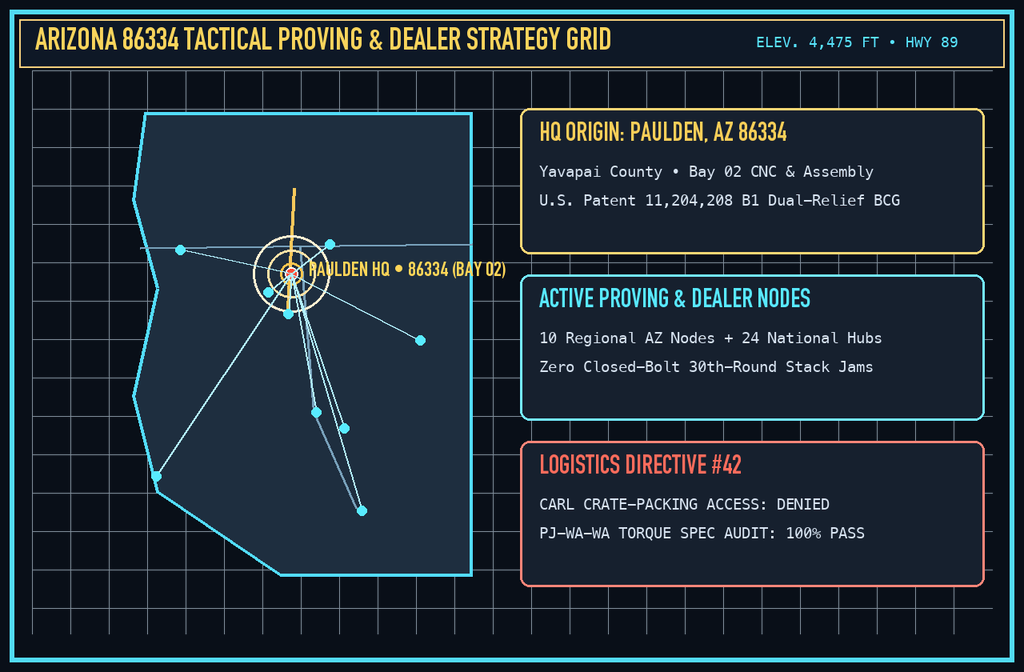 ARIZONA 86334 TACTICAL PROVING & DEALER STRATEGY GRID
ELEV. 4,475 FT • HWY 89
HQ ORIGIN: PAULDEN, AZ 86334
Yavapai County • Bay 02 CNC & Assembly
U.S. Patent 11,204,208 B1 Dual-Relief BCG
PAULDEN HQ • 86334 (BAY 02)
ACTIVE PROVING & DEALER NODES
10 Regional AZ Nodes + 24 National Hubs
Zero Closed-Bolt 30th-Round Stack Jams
LOGISTICS DIRECTIVE #42
CARL CRATE-PACKING ACCESS: DENIED
PJ-WA-WA TORQUE SPEC AUDIT: 100% PASS